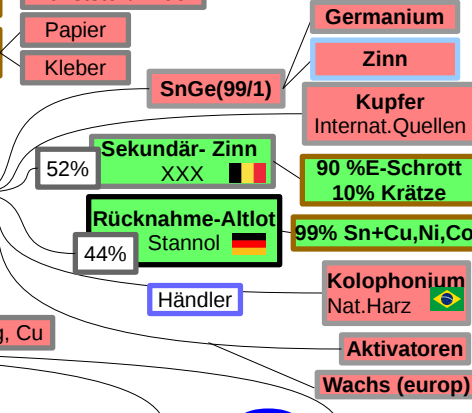 Papier
Kleber
Germanium
Zinn
SnGe(99/1)
Kupfer
Internat.Quellen
Sekundär- Zinn
XXX
52%
90 %E-Schrott
10% Krätze
Rücknahme-Altlot
Stannol
44%
99% Sn+Cu,Ni,Co
Kolophonium
Nat.Harz
Händler
g, Cu
Aktivatoren
Wachs (europ)